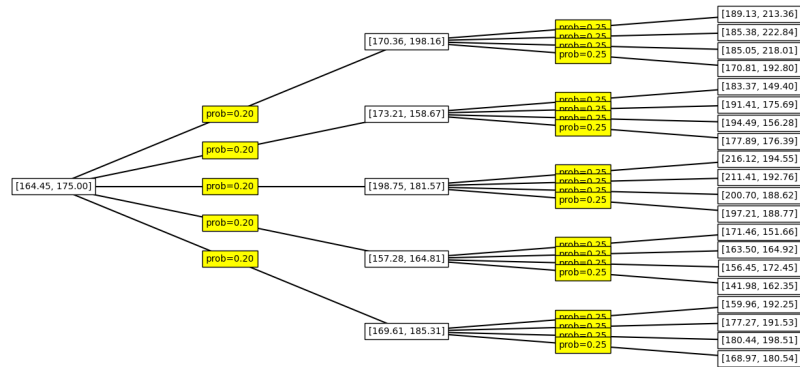 [189.13, 213.36]
prob=0.25
[170.36, 198.16]
prob=0.25
[185.38, 222.84]
prob=0.25
[185.05, 218.01]
prob=0.25
[170.81, 192.80]
[183.37, 149.40]
prob=0.20
prob=0.25
[191.41, 175.69]
[173.21, 158.67]
prob=0.25
prob=0.25
[194.49, 156.28]
prob=0.25
[177.89, 176.39]
prob=0.20
[216.12, 194.55]
prob=0.25
[211.41, 192.76]
[164.45, 175.00]
prob=0.20
[198.75, 181.57]
prob=0.25
prob=0.25
[200.70, 188.62]
prob=0.25
[197.21, 188.77]
prob=0.20
[171.46, 151.66]
prob=0.25
[163.50, 164.92]
prob=0.20
[157.28, 164.81]
prob=0.25
prob=0.25
[156.45, 172.45]
prob=0.25
[141.98, 162.35]
[159.96, 192.25]
prob=0.25
[177.27, 191.53]
[169.61, 185.31]
prob=0.25
prob=0.25
[180.44, 198.51]
prob=0.25
[168.97, 180.54]